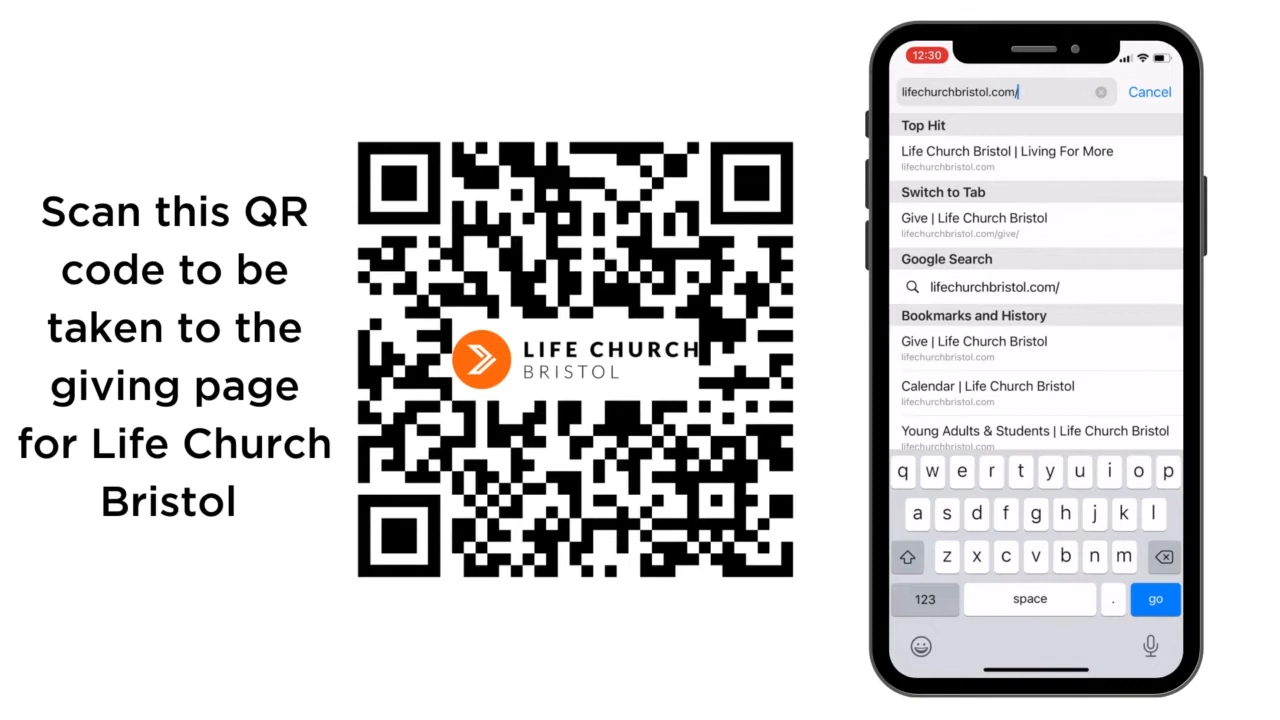 Scan this QR
code to be
taken to the
giving page
for Life Church
Bristol
LIFE CHURCH
BRISTOL
12:30
lifechurchbristol.com/
Cancel
Top Hit
Life Church Bristol | Living For More
lifechurchbristol.com
Switch to Tab
Give | Life Church Bristol
lifechurchbristol.com/give/
Google Search
lifechurchbristol.com/
Bookmarks and History
Give | Life Church Bristol
lifechurchbristol.com
Calendar | Life Church Bristol
lifechurchbristol.com
Young Adults & Students | Life Church Bristol
lifechurchbristol.com
q w e r t y u i o p
a s d f g h j k l
z x c v b n m
123 space . go